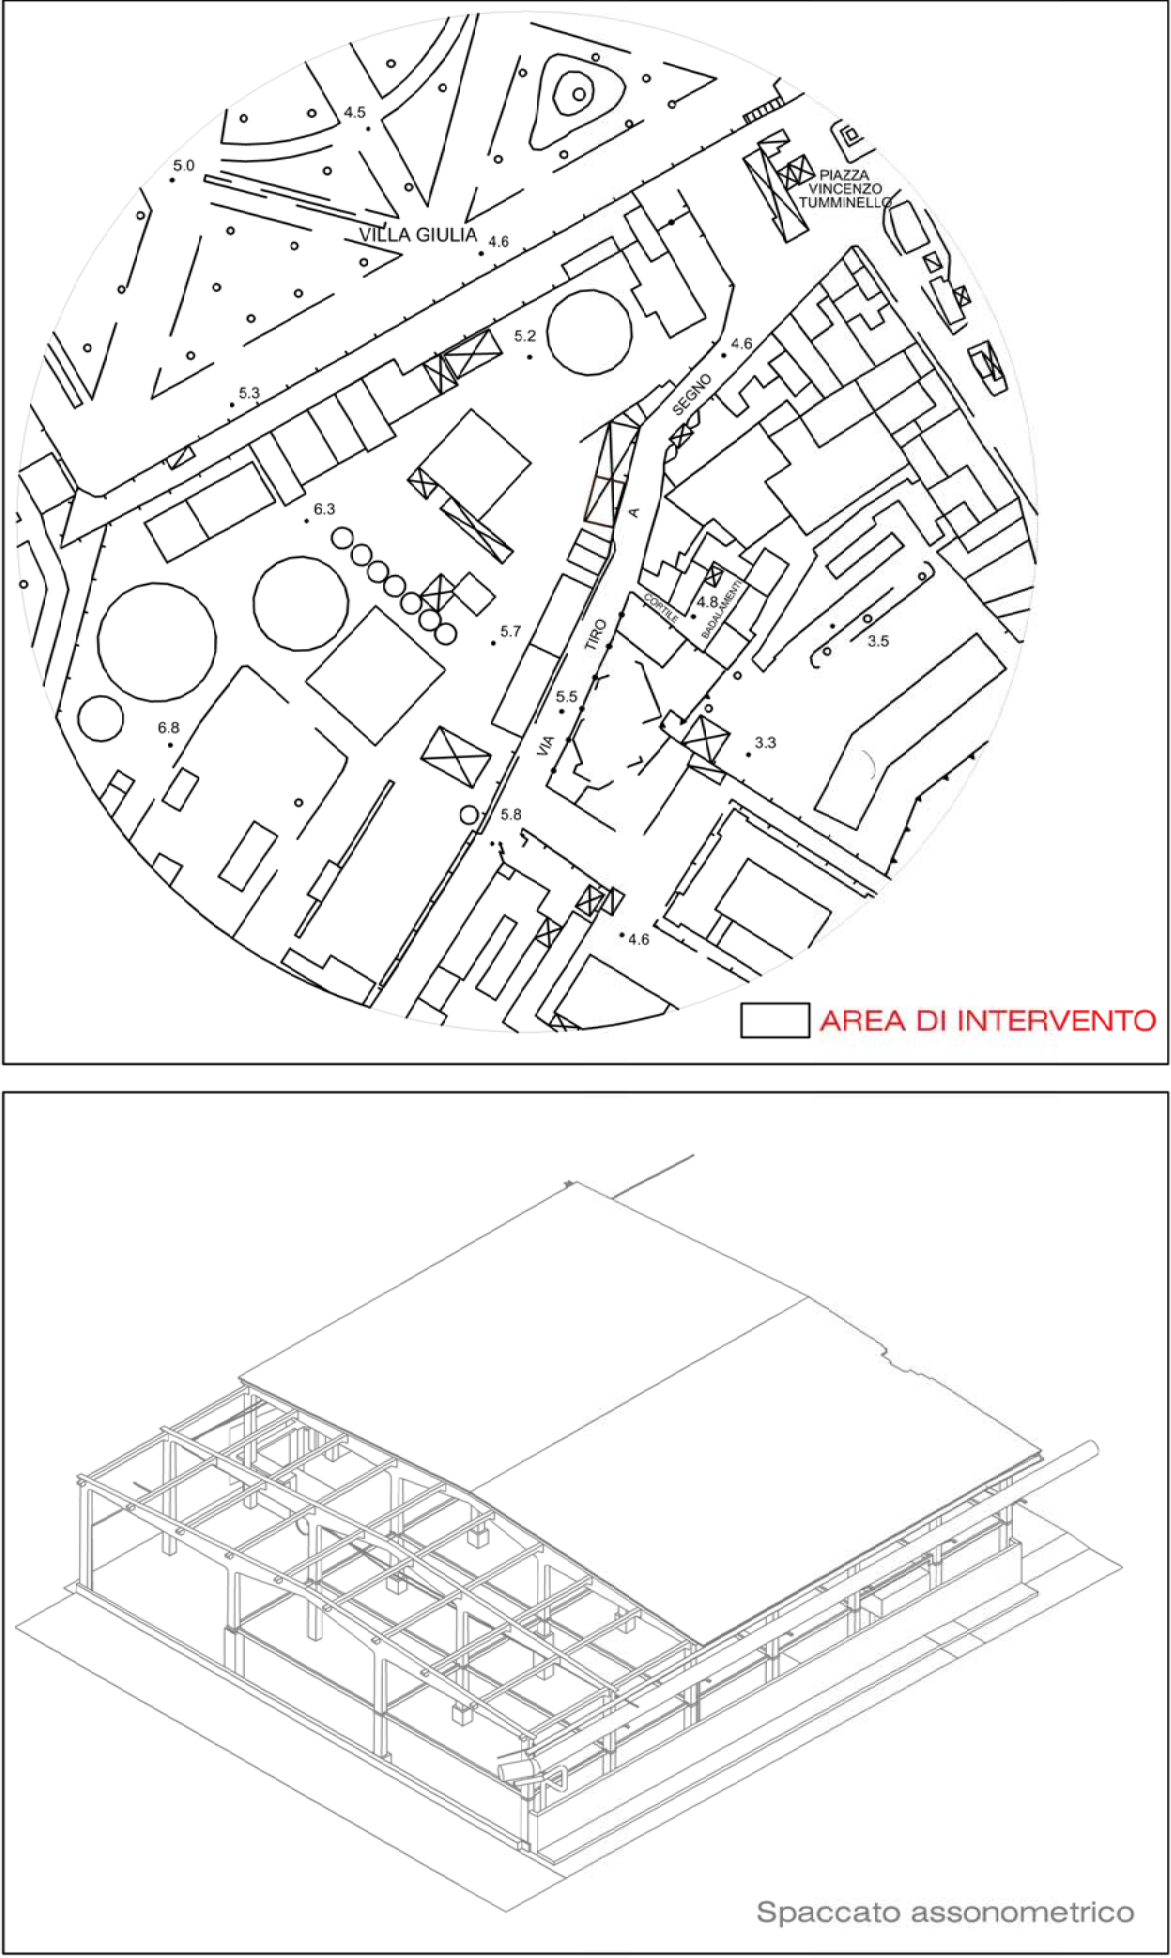 4.5
5.0
PIAZZA
VINCENZO
TUMMINELLO
VILLA GIULIA
4.6
5.2
4.6
5.3
SEGNO
6.3
A
4.8
CORTILE
BADALAMENTI
5.7
TIRO
3.5
5.5
6.8
VIA
3.3
5.8
4.6
AREA DI INTERVENTO
Spaccato assonometrico